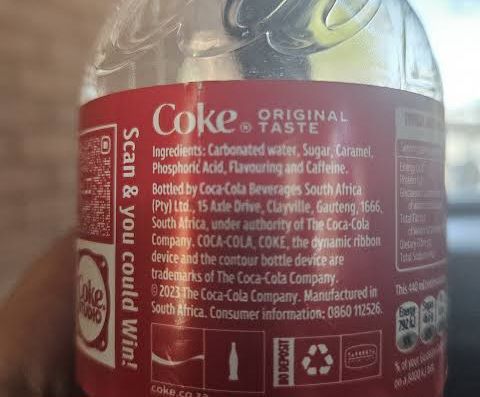 Coke® ORIGINAL
TASTE
Ingredients: Carbonated water, Sugar, Caramel,
Phosphoric Acid, Flavouring and Caffeine.
Bottled by Coca-Cola Beverages South Africa
(Pty) Ltd., 15 Axle Drive, Clayville, Gauteng, 1666,
South Africa, under authority of The Coca-Cola
Company. COCA-COLA, COKE, the dynamic ribbon
device and the contour bottle device are
trademarks of The Coca-Cola Company.
© 2023 The Coca-Cola Company. Manufactured in
South Africa. Consumer information: 0860 112526.
NO DEPOSIT
Scan & you could Win!
Coke
STUDIO
This 440 ml
Energy